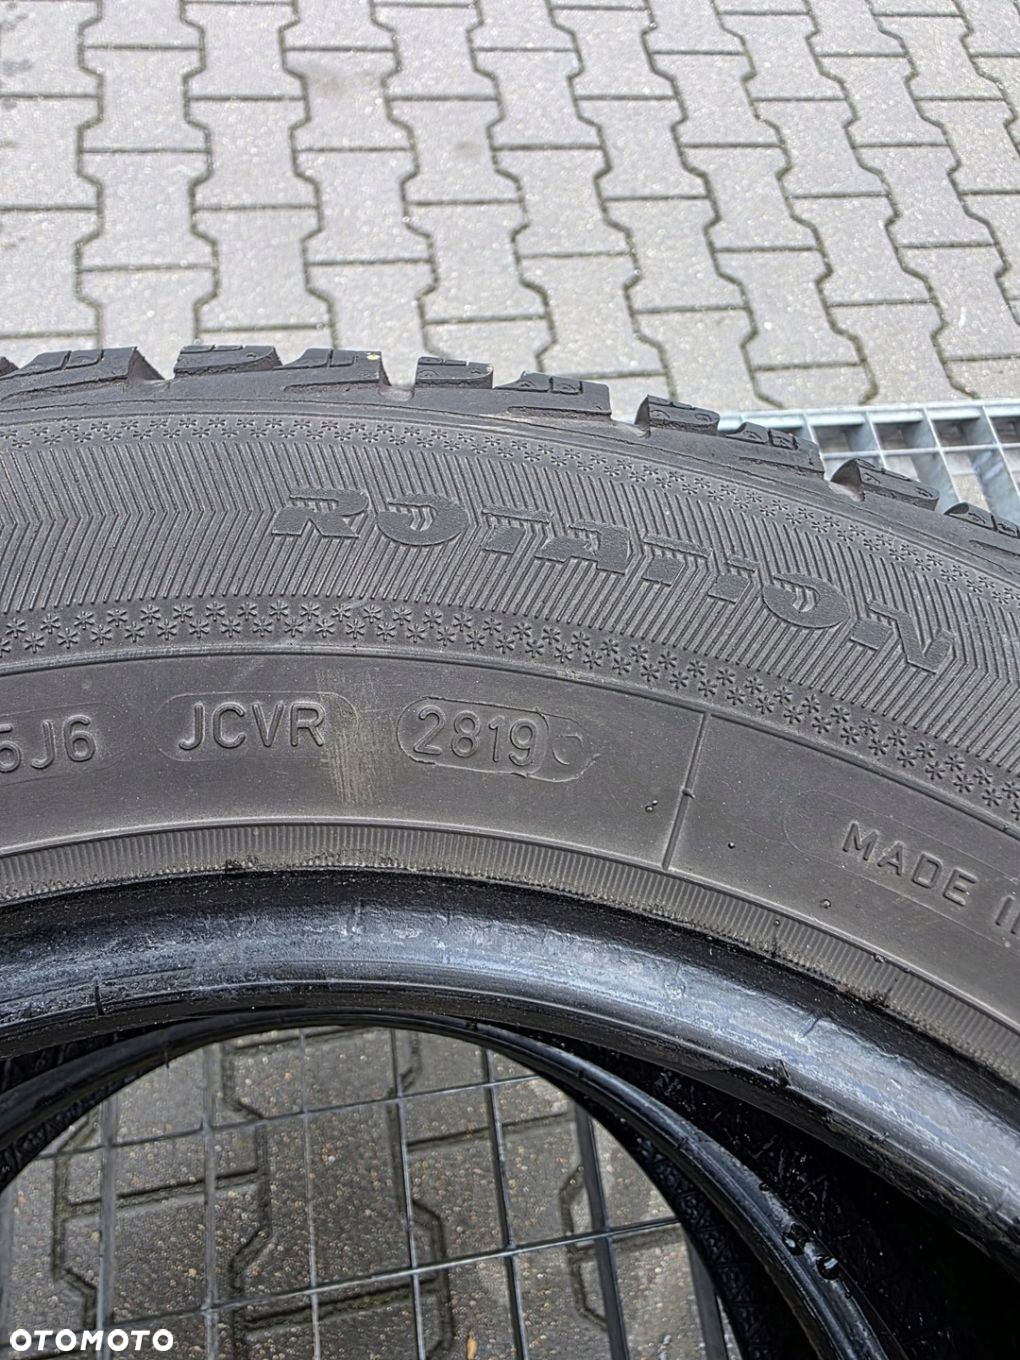 ROTATION
5J6 JCVR 2819
MADE I
OTOMOTO